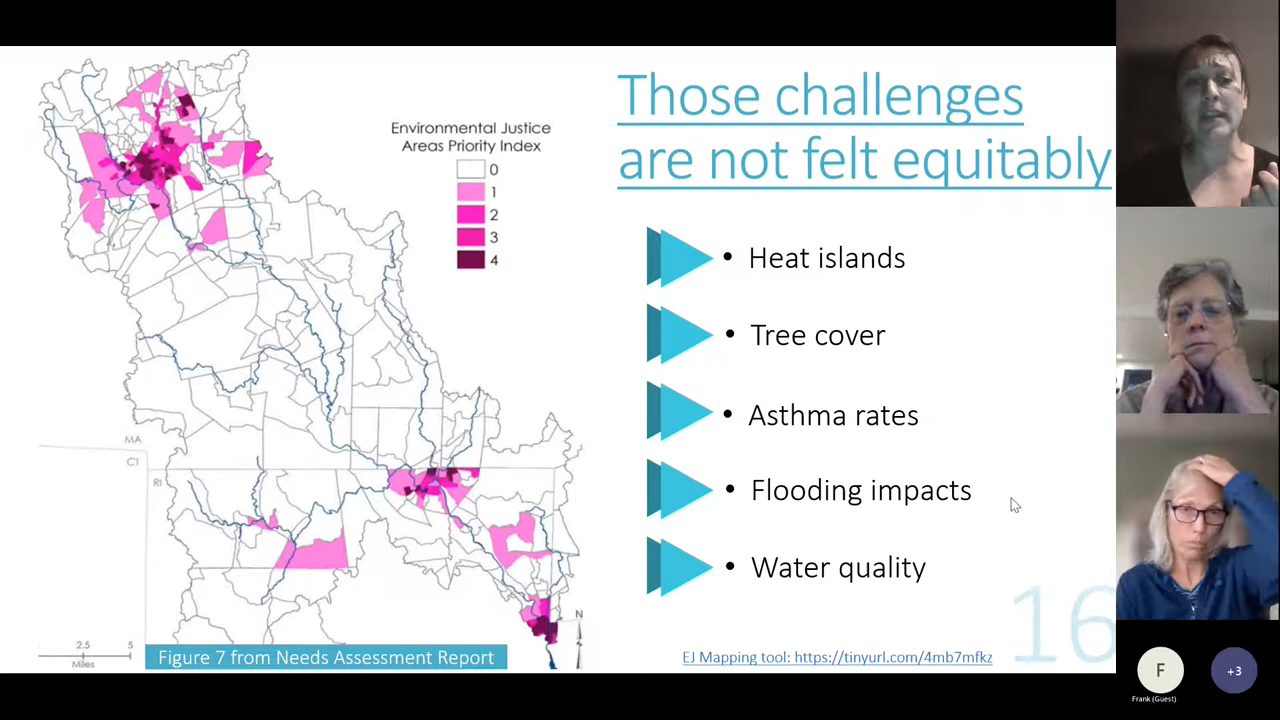 Environmental Justice
Areas Priority Index
0
1
2
3
4
MA
CT
RI
N
2.5 5
Miles
Figure 7 from Needs Assessment Report
Those challenges
are not felt equitably
• Heat islands
• Tree cover
• Asthma rates
• Flooding impacts
• Water quality
EJ Mapping tool: https://tinyurl.com/4mb7mfkz
16
F
Frank (Guest)
+3